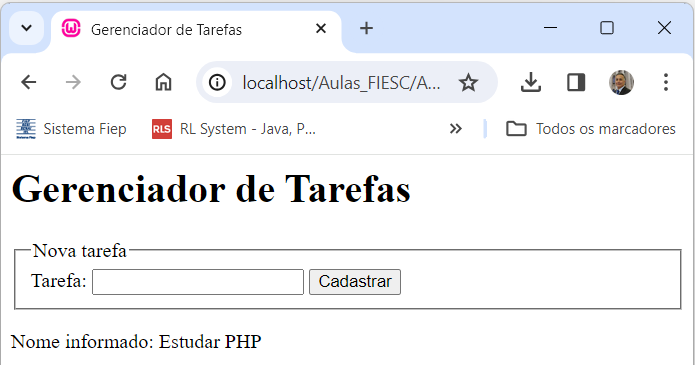 Gerenciador de Tarefas
localhost/Aulas_FIESC/A...
Sistema Fiep
RLS
RL System - Java, P...
Todos os marcadores
Gerenciador de Tarefas
Nova tarefa
Tarefa:
Cadastrar
Nome informado: Estudar PHP